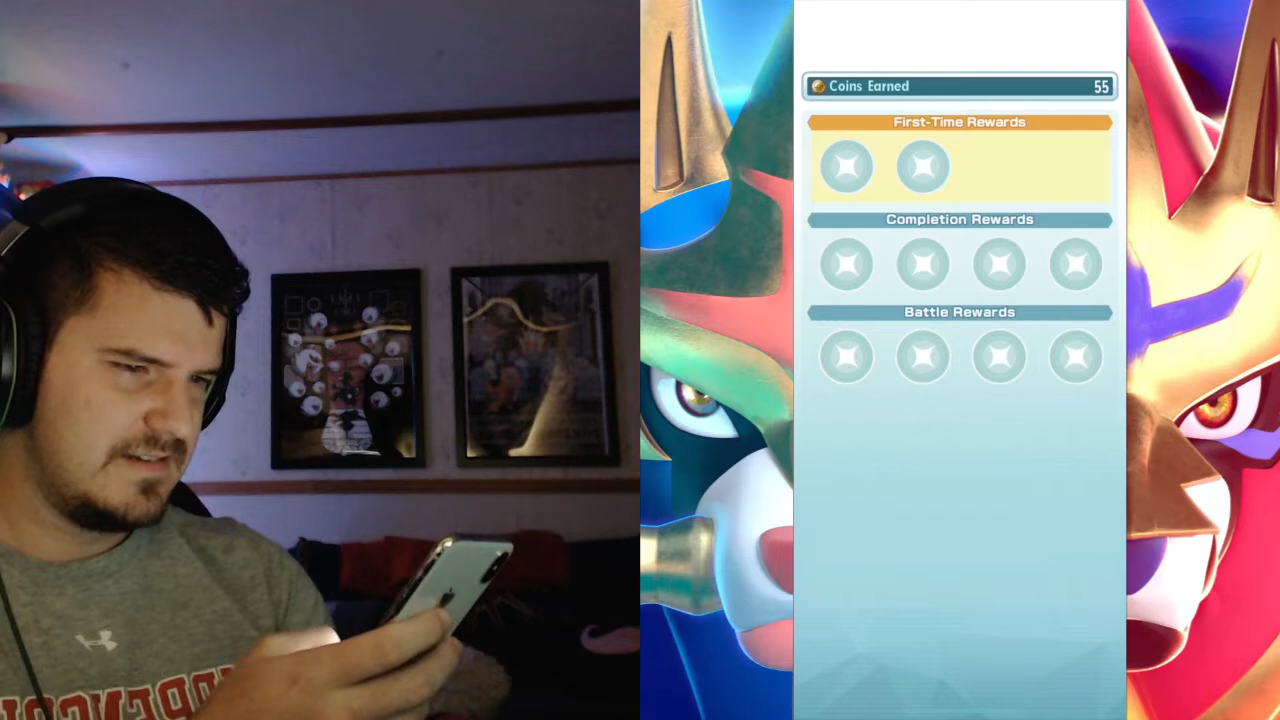 Coins Earned 55
First-Time Rewards
Completion Rewards
Battle Rewards